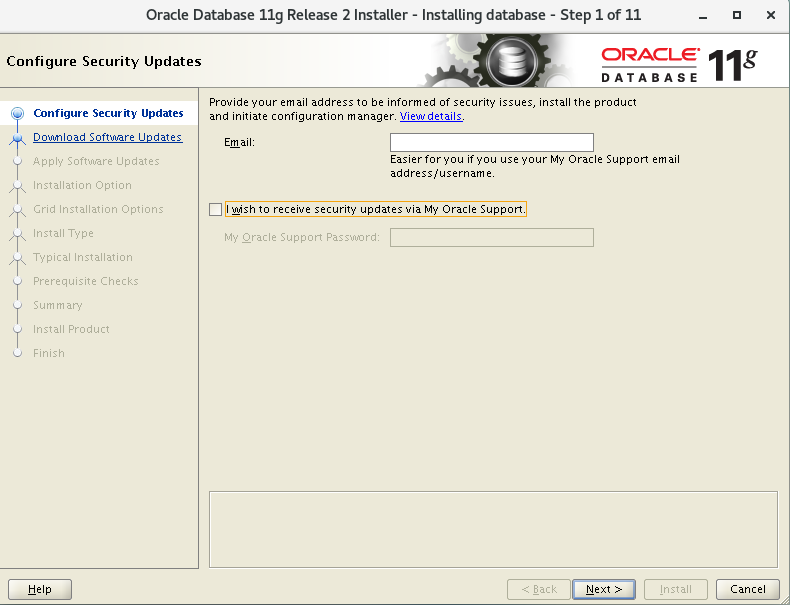 Oracle Database 11g Release 2 Installer - Installing database - Step 1 of 11
Configure Security Updates
ORACLE
DATABASE 11g
Configure Security Updates
Download Software Updates
Apply Software Updates
Installation Option
Grid Installation Options
Install Type
Typical Installation
Prerequisite Checks
Summary
Install Product
Finish
Provide your email address to be informed of security issues, install the product
and initiate configuration manager. View details.
Email:
Easier for you if you use your My Oracle Support email
address/username.
I wish to receive security updates via My Oracle Support.
My Oracle Support Password:
Help
< Back
Next >
Install
Cancel